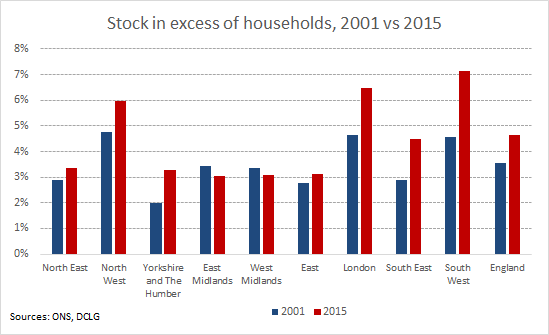 Stock in excess of households, 2001 vs 2015
8%
7%
6%
5%
4%
3%
2%
1%
0%
North East
North
West
Yorkshire
and The
Humber
East
Midlands
West
Midlands
East
London
South East
South
West
England
2001
2015
Sources: ONS, DCLG